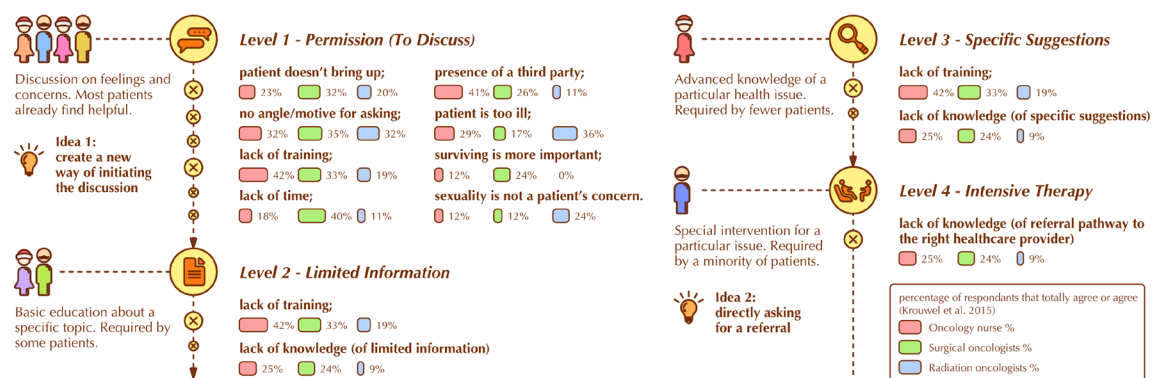 Level 1 - Permission (To Discuss)
Discussion on feelings and
concerns. Most patients
already find helpful.
Idea 1:
create a new
way of initiating
the discussion
patient doesn't bring up;
23% 32% 20%
no angle/motive for asking;
32% 35% 32%
lack of training;
42% 33% 19%
lack of time;
18% 40% 11%
presence of a third party;
41% 26% 11%
patient is too ill;
29% 17% 36%
surviving is more important;
12% 24% 0%
sexuality is not a patient's concern.
12% 12% 24%
Level 2 - Limited Information
Basic education about a
specific topic. Required by
some patients.
lack of training;
42% 33% 19%
lack of knowledge (of limited information)
25% 24% 9%
Level 3 - Specific Suggestions
Advanced knowledge of a
particular health issue.
Required by fewer patients.
lack of training;
42% 33% 19%
lack of knowledge (of specific suggestions)
25% 24% 9%
Level 4 - Intensive Therapy
Special intervention for a
particular issue. Required
by a minority of patients.
Idea 2:
directly asking
for a referral
lack of knowledge (of referral pathway to
the right healthcare provider)
25% 24% 9%
percentage of respondants that totally agree or agree
(Krouwel et al. 2015)
Oncology nurse %
Surgical oncologists %
Radiation oncologists %